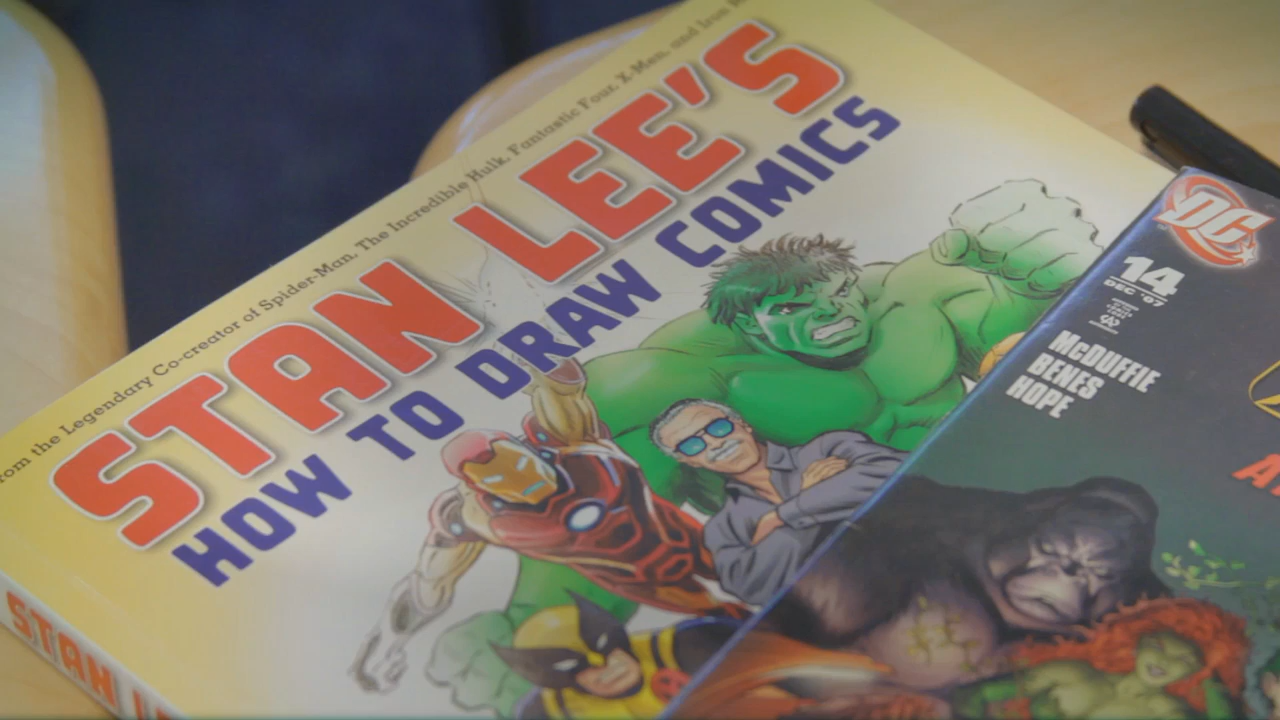 rom the Legendary Co-creator of Spider-Man, The Incredible Hulk, Fantastic Four, X-Men, and Iron
STAN LEE'S
HOW TO DRAW COMICS
STAN
DC
14
DEC '07
McDUFFIE
BENES
HOPE
A